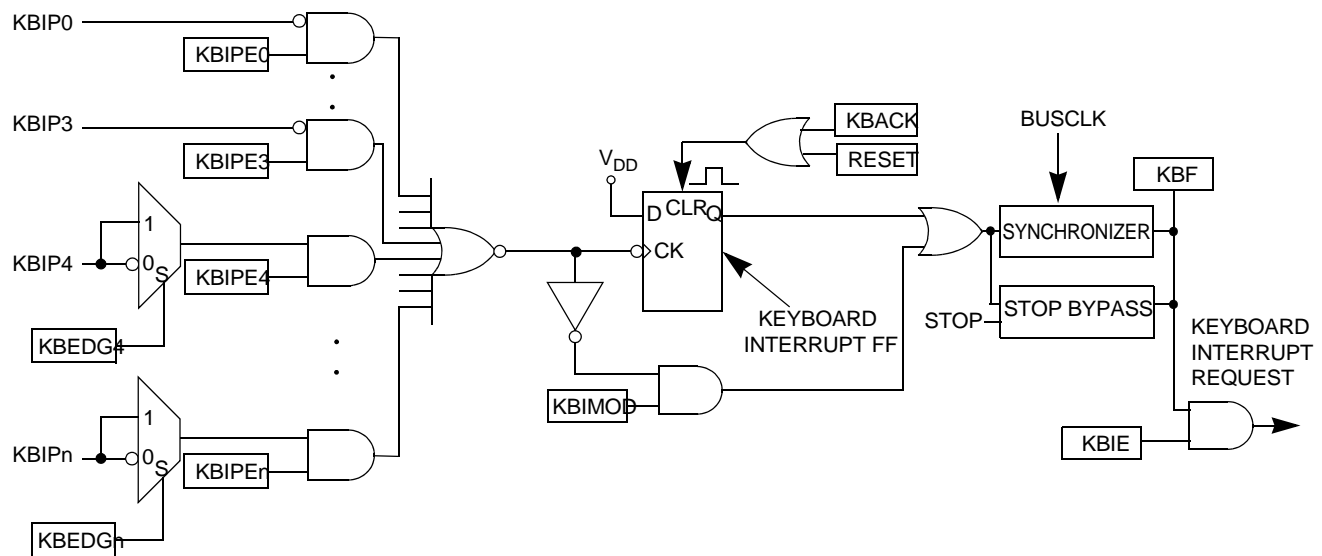 KBIP0
KBIPE0
KBIP3
KBIPE3
1
0
S
KBIP4
KBIPE4
KBEDG4
1
0
S
KBIPn
KBIPEn
KBEDGn
VDD
D CLR Q
CK
KBACK
RESET
KEYBOARD
INTERRUPT FF
KBIMOD
BUSCLK
SYNCHRONIZER
STOP BYPASS
STOP
KBF
KEYBOARD
INTERRUPT
REQUEST
KBIE